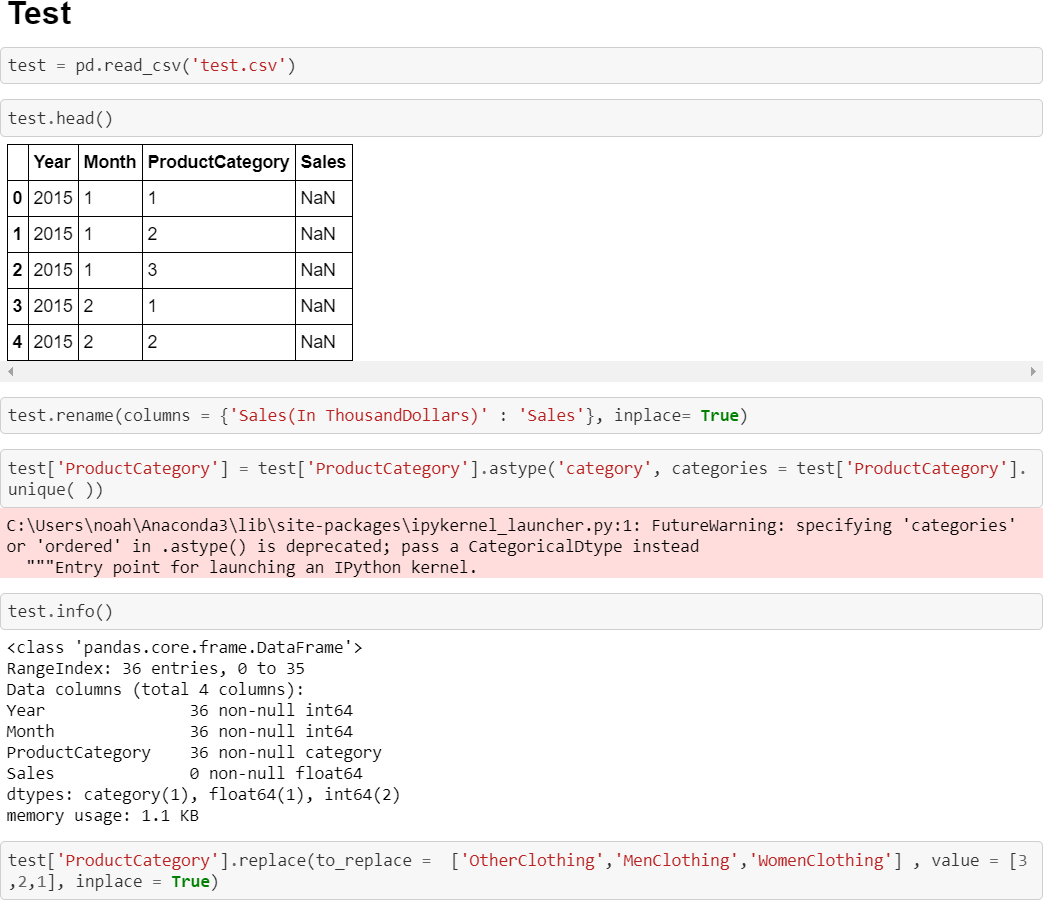 Test
test = pd.read_csv('test.csv')
test.head()
Year Month ProductCategory Sales
0 2015 1 1 NaN
1 2015 1 2 NaN
2 2015 1 3 NaN
3 2015 2 1 NaN
4 2015 2 2 NaN
test.rename(columns = {'Sales(In ThousandDollars)' : 'Sales'}, inplace= True)
test['ProductCategory'] = test['ProductCategory'].astype('category', categories = test['ProductCategory'].
unique( ))
C:\Users\noah\Anaconda3\lib\site-packages\ipykernel_launcher.py:1: FutureWarning: specifying 'categories'
or 'ordered' in .astype() is deprecated; pass a CategoricalDtype instead
  """Entry point for launching an IPython kernel.
test.info()
<class 'pandas.core.frame.DataFrame'>
RangeIndex: 36 entries, 0 to 35
Data columns (total 4 columns):
Year               36 non-null int64
Month              36 non-null int64
ProductCategory    36 non-null category
Sales              0 non-null float64
dtypes: category(1), float64(1), int64(2)
memory usage: 1.1 KB
test['ProductCategory'].replace(to_replace =  ['OtherClothing','MenClothing','WomenClothing'] , value = [3
,2,1], inplace = True)